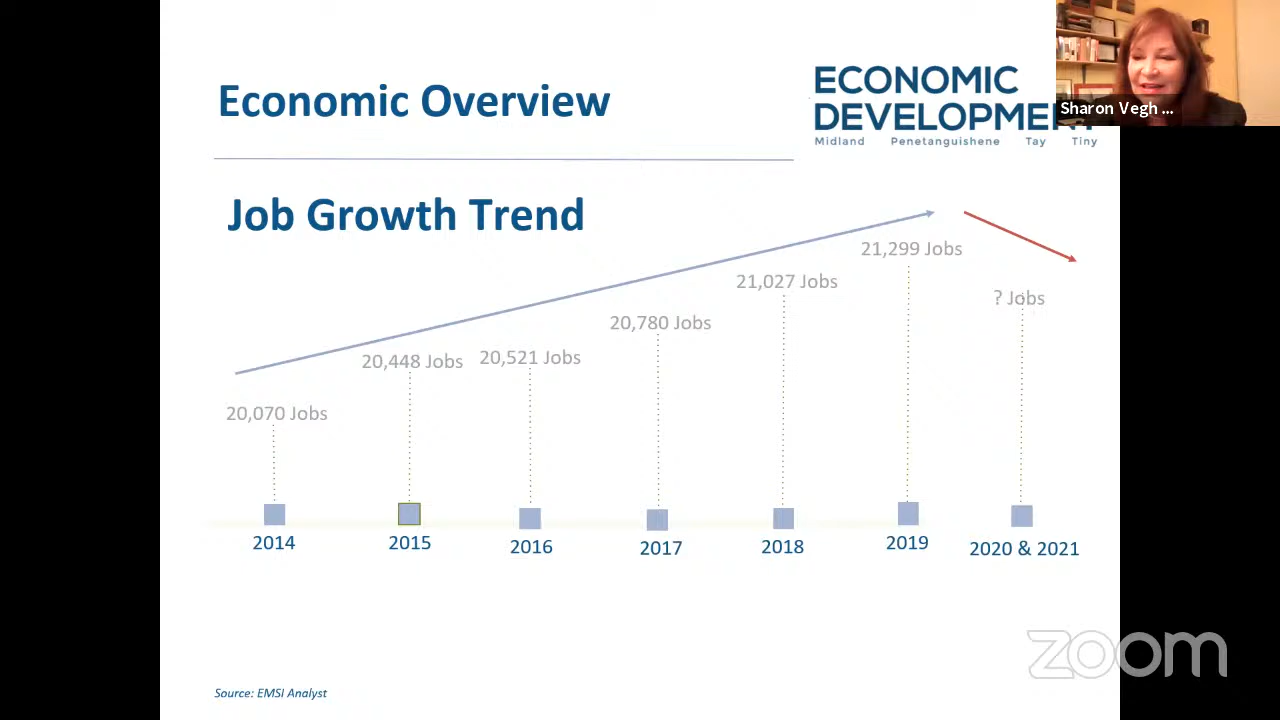 Economic Overview
ECONOMIC
DEVELOPMENT
Midland Penetanguishene Tay Tiny
Sharon Vegh ...
Job Growth Trend
21,299 Jobs
21,027 Jobs
? Jobs
20,780 Jobs
20,448 Jobs
20,521 Jobs
20,070 Jobs
2014
2015
2016
2017
2018
2019
2020 & 2021
zoom
Source: EMSI Analyst